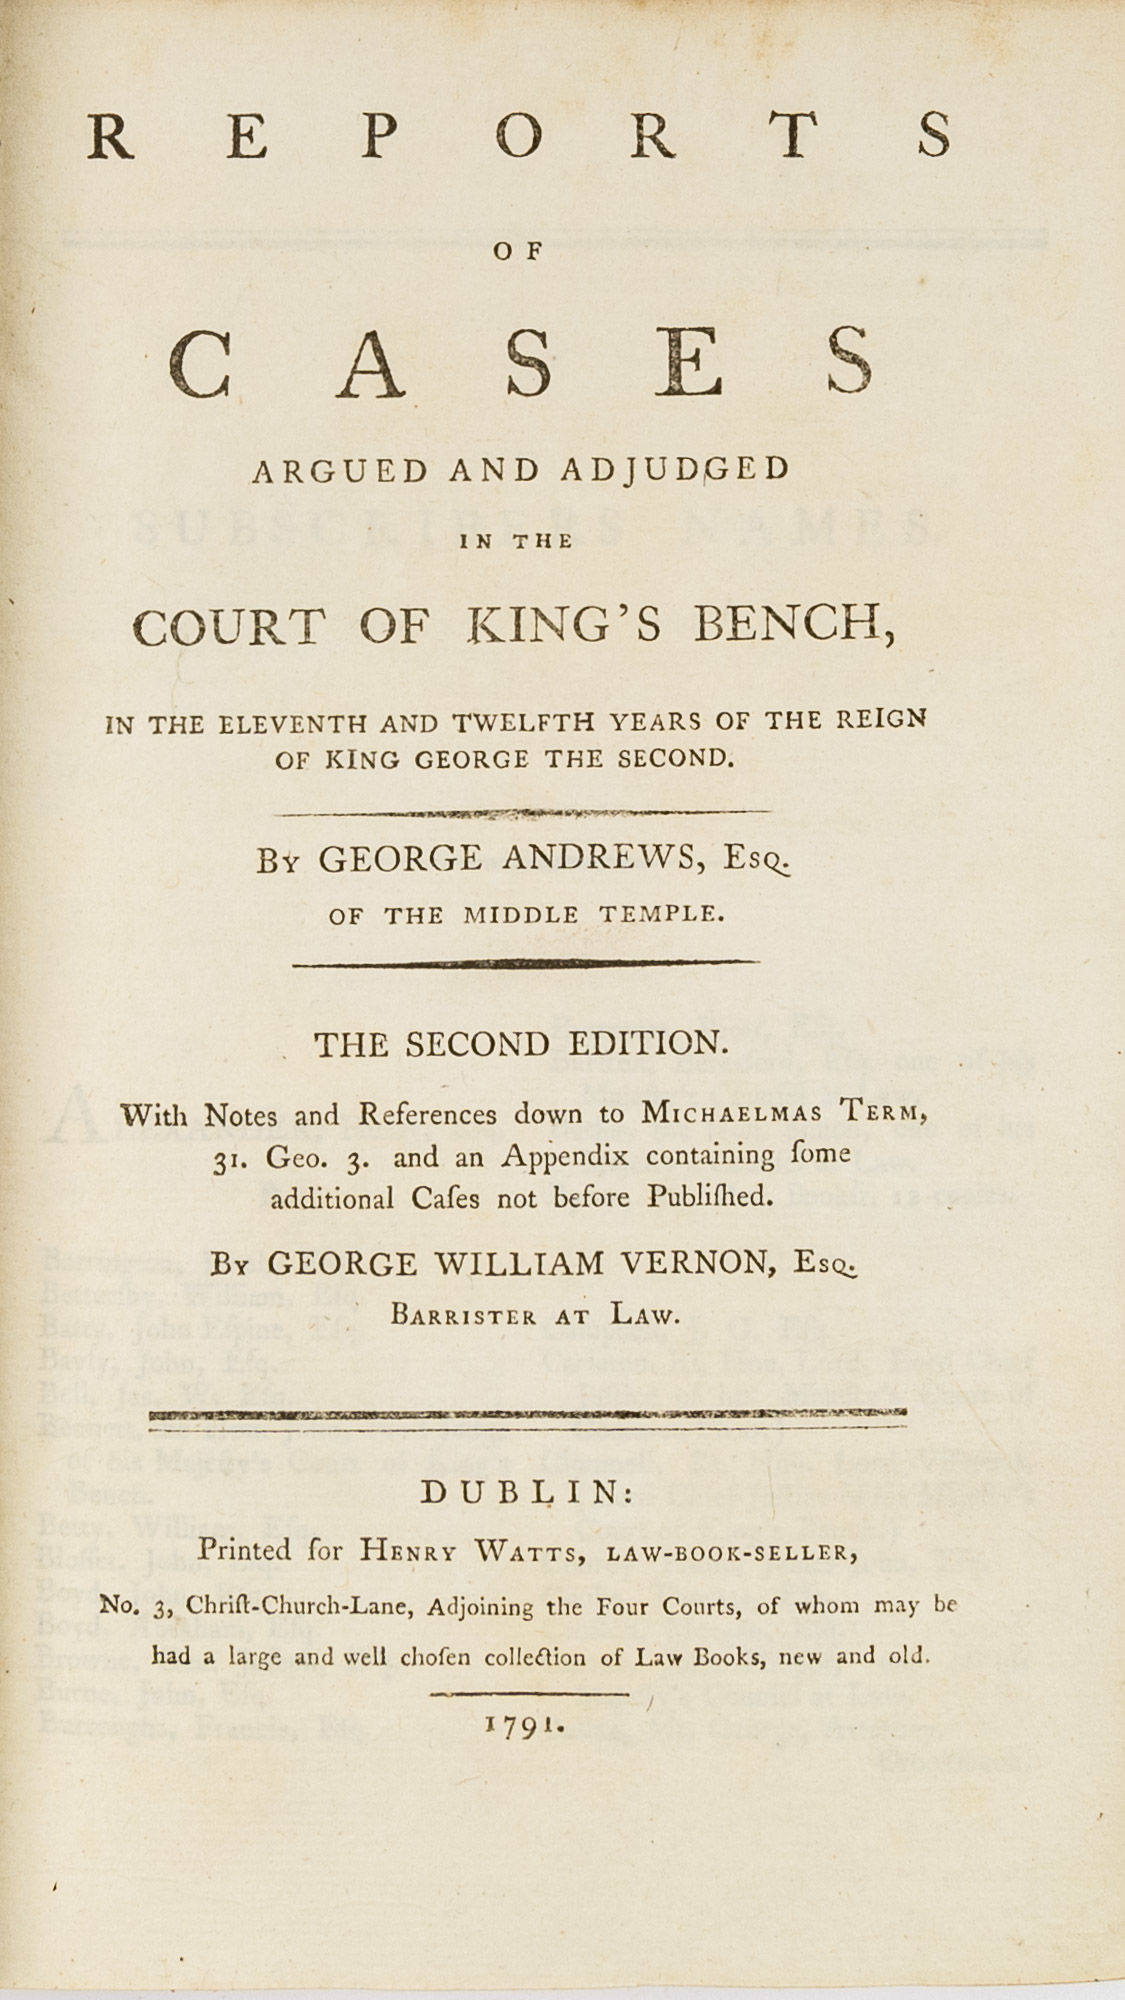 REPORTS
OF
CASES
ARGUED AND ADJUDGED
IN THE
COURT OF KING'S BENCH,
IN THE ELEVENTH AND TWELFTH YEARS OF THE REIGN
OF KING GEORGE THE SECOND.
By GEORGE ANDREWS, Esq.
OF THE MIDDLE TEMPLE.
THE SECOND EDITION.
With Notes and References down to Michaelmas Term,
31. Geo. 3. and an Appendix containing ſome
additional Caſes not before Publiſhed.
By GEORGE WILLIAM VERNON, Esq.
Barrister at Law.
DUBLIN:
Printed for Henry Watts, law-book-seller,
No. 3, Chriſt-Church-Lane, Adjoining the Four Courts, of whom may be
had a large and well choſen collection of Law Books, new and old.
1791.